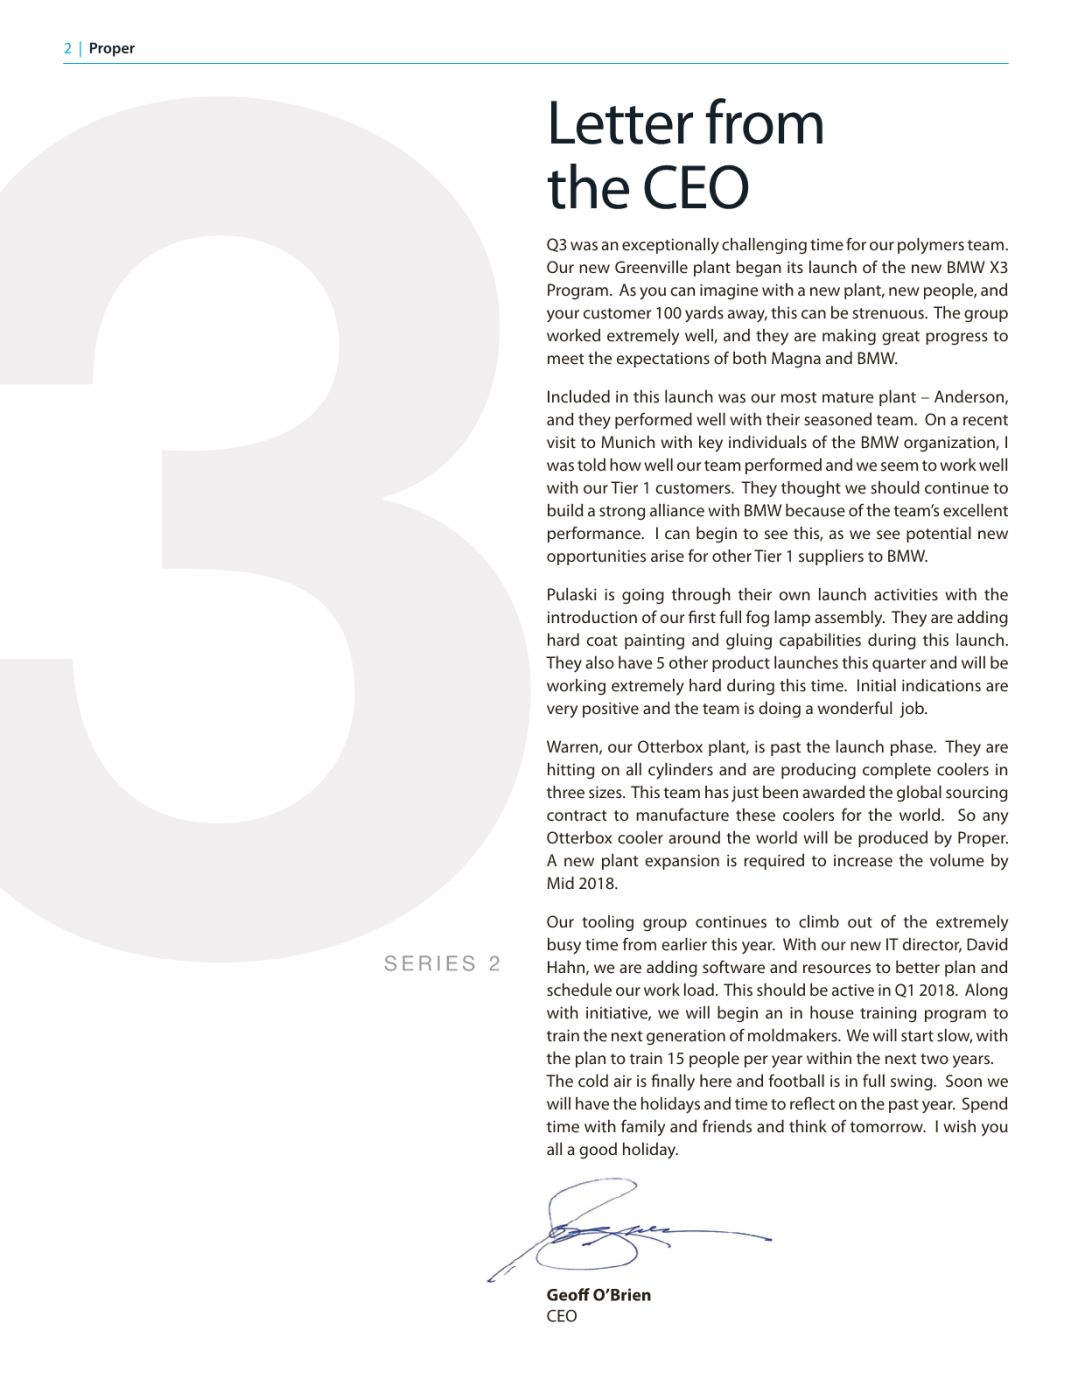 2 | Proper
3
SERIES 2
Letter from
the CEO
Q3 was an exceptionally challenging time for our polymers team.
Our new Greenville plant began its launch of the new BMW X3
Program. As you can imagine with a new plant, new people, and
your customer 100 yards away, this can be strenuous. The group
worked extremely well, and they are making great progress to
meet the expectations of both Magna and BMW.
Included in this launch was our most mature plant – Anderson,
and they performed well with their seasoned team. On a recent
visit to Munich with key individuals of the BMW organization, I
was told how well our team performed and we seem to work well
with our Tier 1 customers. They thought we should continue to
build a strong alliance with BMW because of the team's excellent
performance. I can begin to see this, as we see potential new
opportunities arise for other Tier 1 suppliers to BMW.
Pulaski is going through their own launch activities with the
introduction of our first full fog lamp assembly. They are adding
hard coat painting and gluing capabilities during this launch.
They also have 5 other product launches this quarter and will be
working extremely hard during this time. Initial indications are
very positive and the team is doing a wonderful job.
Warren, our Otterbox plant, is past the launch phase. They are
hitting on all cylinders and are producing complete coolers in
three sizes. This team has just been awarded the global sourcing
contract to manufacture these coolers for the world. So any
Otterbox cooler around the world will be produced by Proper.
A new plant expansion is required to increase the volume by
Mid 2018.
Our tooling group continues to climb out of the extremely
busy time from earlier this year. With our new IT director, David
Hahn, we are adding software and resources to better plan and
schedule our work load. This should be active in Q1 2018. Along
with initiative, we will begin an in house training program to
train the next generation of moldmakers. We will start slow, with
the plan to train 15 people per year within the next two years.
The cold air is finally here and football is in full swing. Soon we
will have the holidays and time to reflect on the past year. Spend
time with family and friends and think of tomorrow. I wish you
all a good holiday.
Geoff O'Brien
CEO